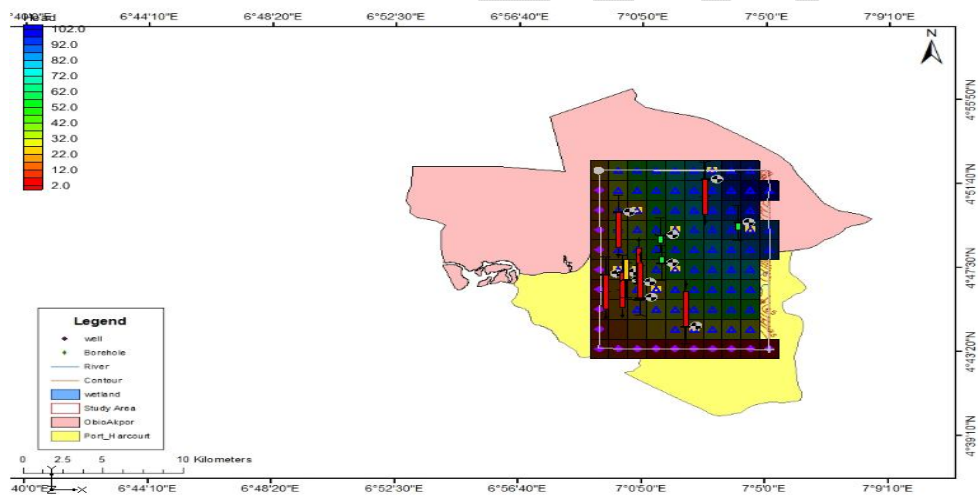 Head
°40'0"E 6°44'10"E 6°48'20"E 6°52'30"E 6°56'40"E 7°0'50"E 7°5'00"E 7°9'10"E
102.0
92.0
82.0
72.0
62.0
52.0
42.0
32.0
22.0
12.0
2.0
N
4°55'50"N
4°51'40"N
4°43'20"N
4°39'10"N
Legend
well
Borehole
River
Contour
wetland
Study Area
ObioAkpor
Port_Harcourt
0 2.5 5 10 Kilometers
Y
X
40'0"E 6°44'10"E 6°48'20"E 6°52'30"E 6°56'40"E 7°0'50"E 7°5'00"E 7°9'10"E